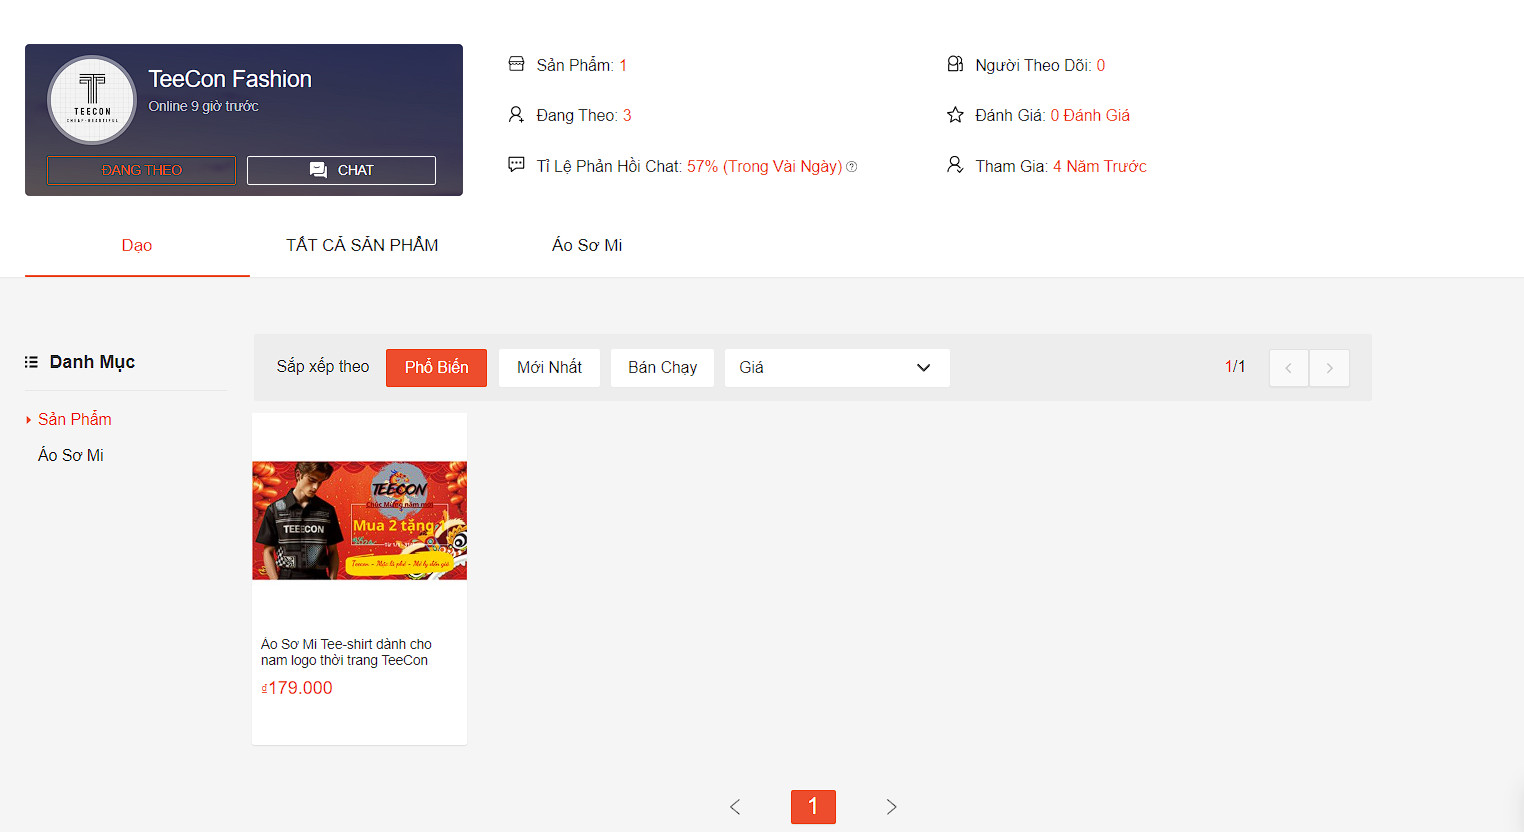 TeeCon Fashion
Online 9 giờ trước
TEECON
CHEAP-BEAUTIFUL
ĐANG THEO
CHAT
Sản Phẩm: 1
Người Theo Dõi: 0
Đang Theo: 3
Đánh Giá: 0 Đánh Giá
Tỉ Lệ Phản Hồi Chat: 57% (Trong Vài Ngày)
Tham Gia: 4 Năm Trước
Dạo
TẤT CẢ SẢN PHẨM
Áo Sơ Mi
Danh Mục
Sản Phẩm
Áo Sơ Mi
Sắp xếp theo
Phổ Biến
Mới Nhất
Bán Chạy
Giá
1/1
TEECON
Chúc Mừng năm mới
Mua 2 tặng 1
TEEECON
Teecon - Mặc là phê - Mê ly đến già
Áo Sơ Mi Tee-shirt dành cho
nam logo thời trang TeeCon
₫179.000
1